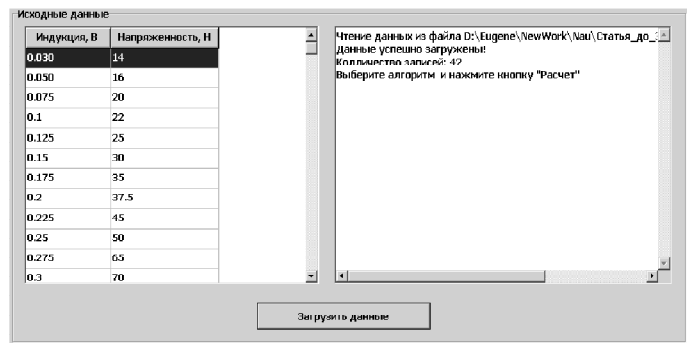 Исходные данные
Индукция, В Напряженность, Н
0.030 14
0.050 16
0.075 20
0.1 22
0.125 25
0.15 30
0.175 35
0.2 37.5
0.225 45
0.25 50
0.275 65
0.3 70
Чтение данных из файла D:\Eugene\NewWork\Nau\Статья_до_
Данные успешно загружены!
Колличество записей: 42
Выберите алгоритм и нажмите кнопку "Расчет"
Загрузить данные